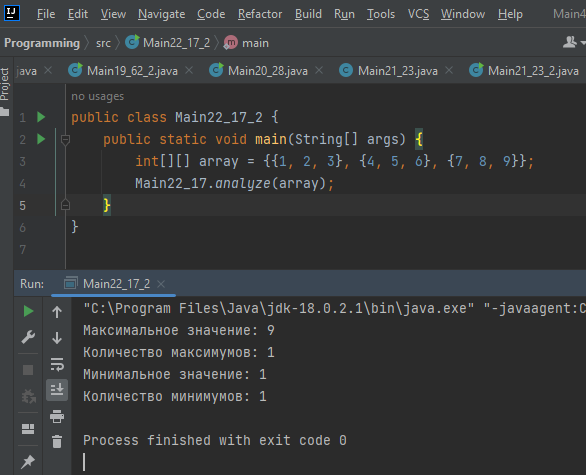 File Edit View Navigate Code Refactor Build Run Tools VCS Window Help Main4
Programming src Main22_17_2 main
java Main19_62_2.java Main20_28.java Main21_23.java Main21_23_2.java
Project
no usages
1 public class Main22_17_2 {
2 public static void main(String[] args) {
3 int[][] array = {{1, 2, 3}, {4, 5, 6}, {7, 8, 9}};
4 Main22_17.analyze(array);
5 }
6 }
7
Run: Main22_17_2
"C:\Program Files\Java\jdk-18.0.2.1\bin\java.exe" "-javaagent:C
Максимальное значение: 9
Количество максимумов: 1
Минимальное значение: 1
Количество минимумов: 1
Process finished with exit code 0